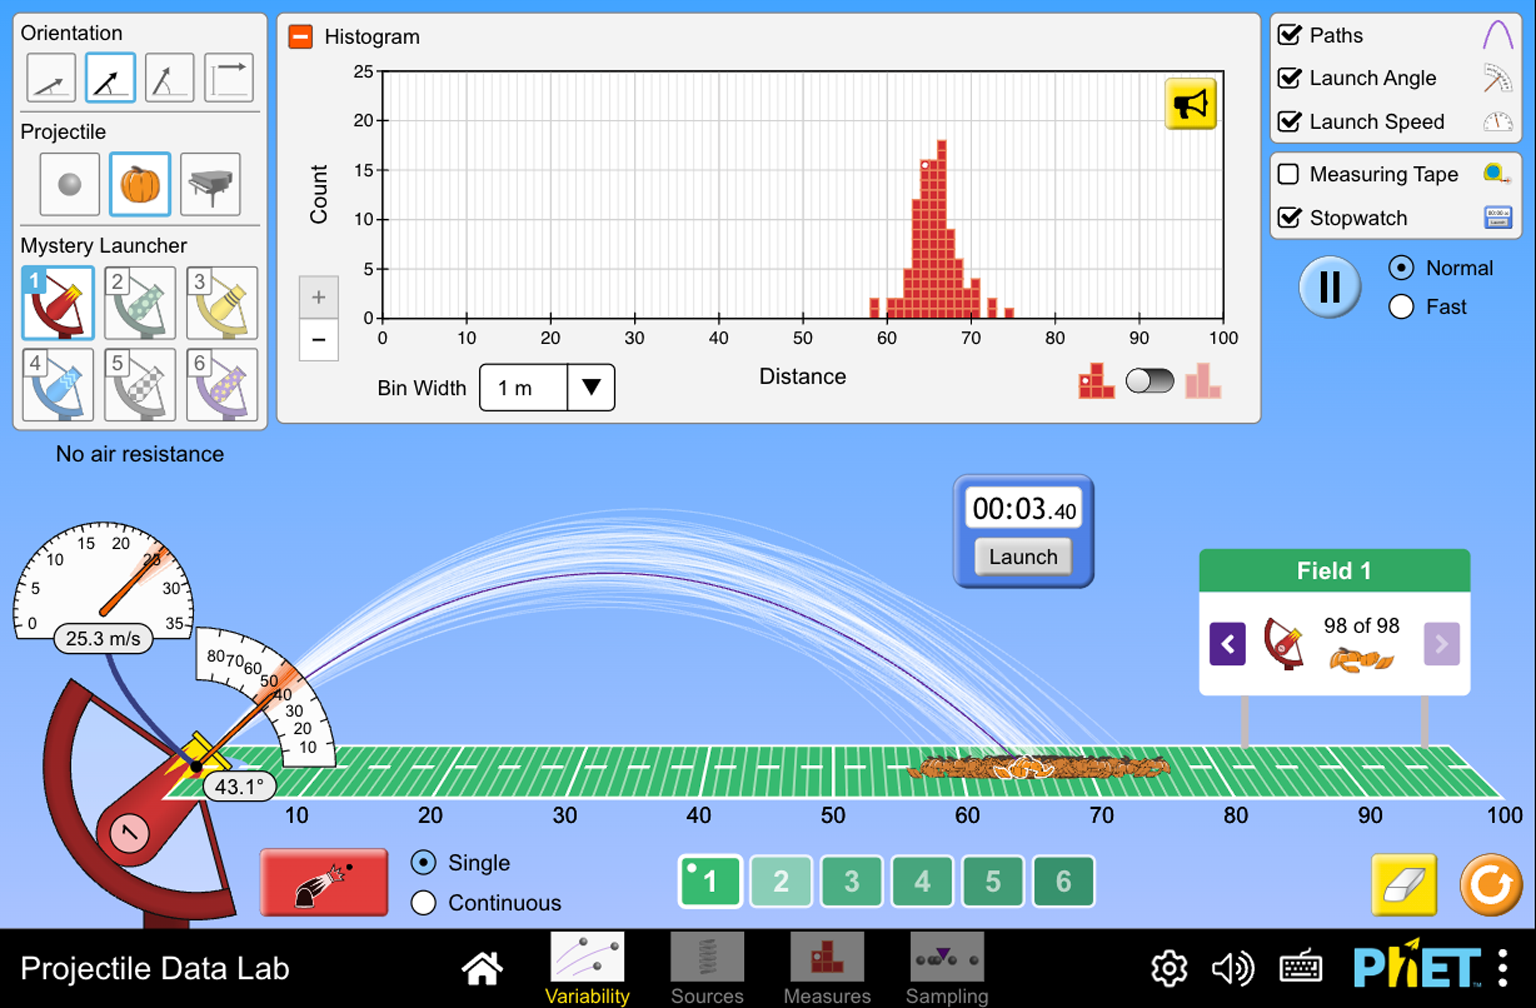 Orientation
Projectile
Mystery Launcher
1
2
3
4
5
6
No air resistance
Histogram
25
20
15
10
5
0
Count
0 10 20 30 40 50 60 70 80 90 100
Distance
Bin Width 1 m
+
−
Paths
Launch Angle
Launch Speed
Measuring Tape
00:00.00
Launch
Stopwatch
Normal
Fast
0 5 10 15 20 25 30 35
25.3 m/s
80 70 60 50 40 30 20 10
43.1°
1
00:03.40
Launch
Field 1
98 of 98
10 20 30 40 50 60 70 80 90 100
Single
Continuous
1 2 3 4 5 6
Projectile Data Lab
Variability
Sources
Measures
Sampling
PhET